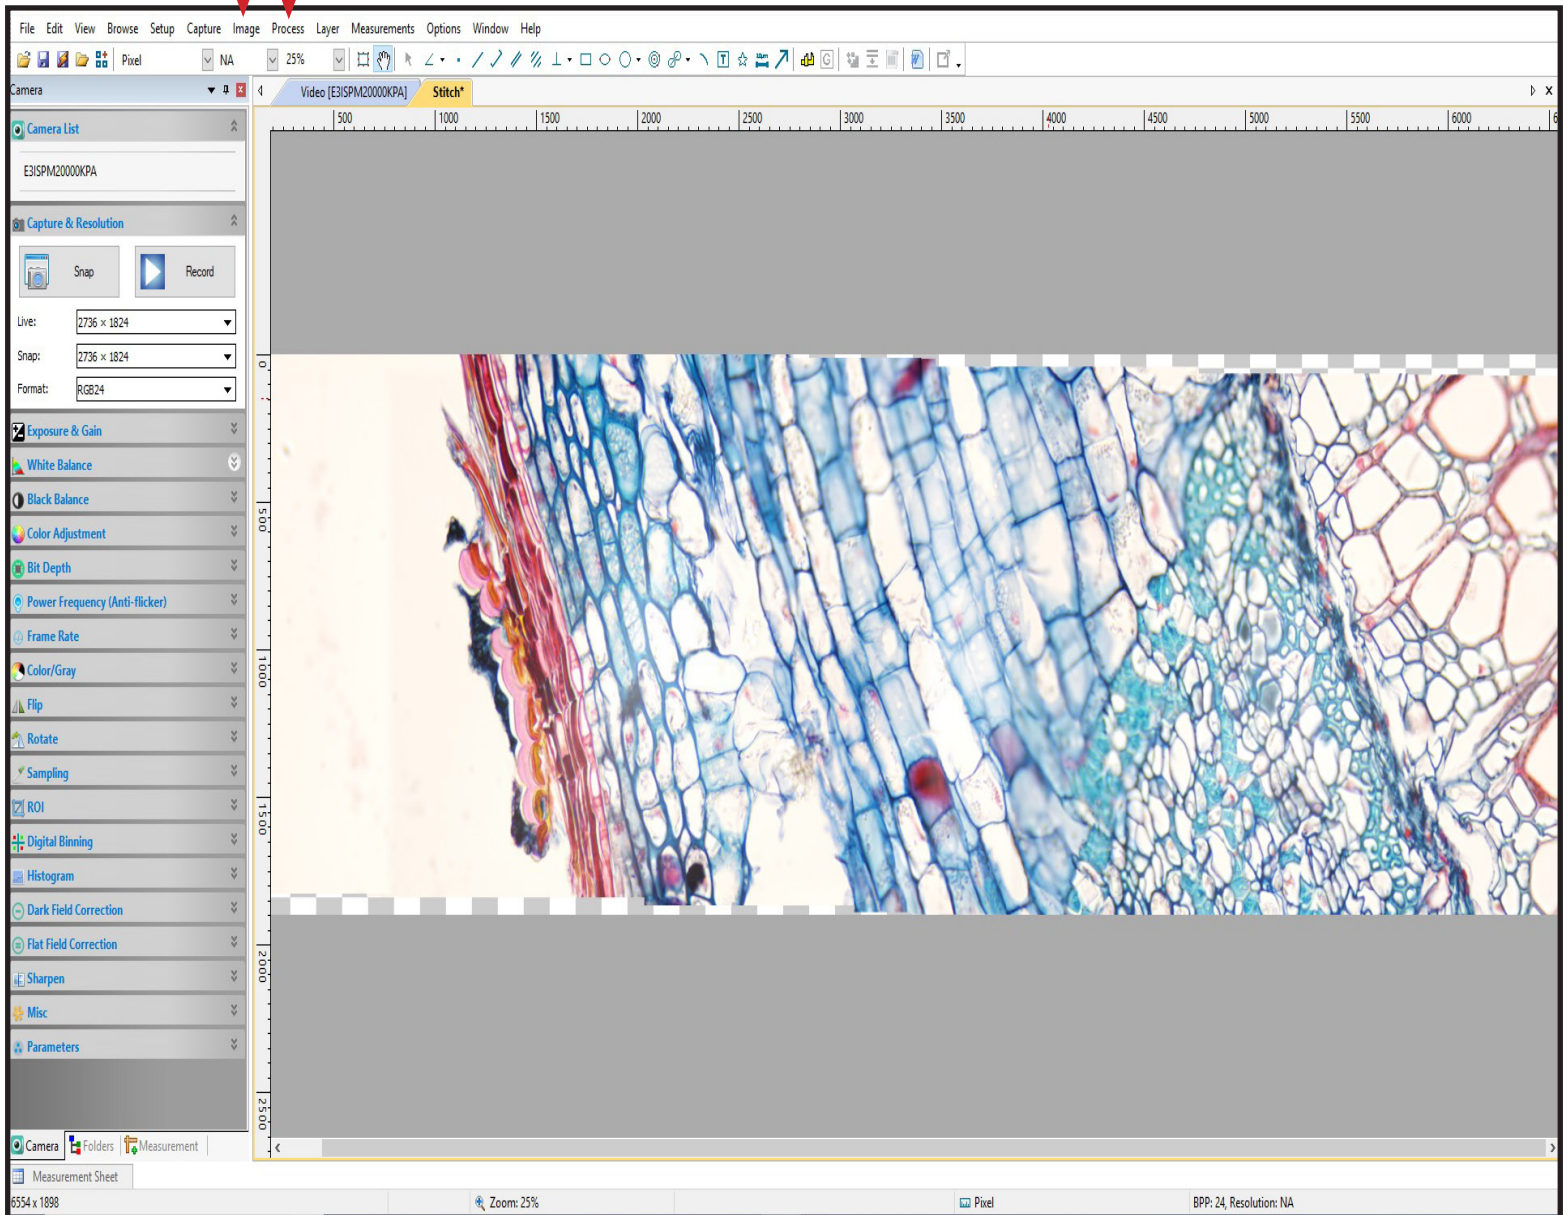 File Edit View Browse Setup Capture Image Process Layer Measurements Options Window Help
Pixel NA 25%
Camera
Video [E3ISPM20000KPA] Stitch*
500 1000 1500 2000 2500 3000 3500 4000 4500 5000 5500 6000 6
Camera List
E3ISPM20000KPA
Capture & Resolution
Snap Record
Live: 2736 × 1824
Snap: 2736 × 1824
Format: RGB24
Exposure & Gain
White Balance
Black Balance
Color Adjustment
Bit Depth
Power Frequency (Anti-flicker)
Frame Rate
Color/Gray
Flip
Rotate
Sampling
ROI
Digital Binning
Histogram
Dark Field Correction
Flat Field Correction
Sharpen
Misc
Parameters
0
500
1000
1500
2000
2500
Camera Folders Measurement
Measurement Sheet
6554 x 1898 Zoom: 25% Pixel BPP: 24, Resolution: NA